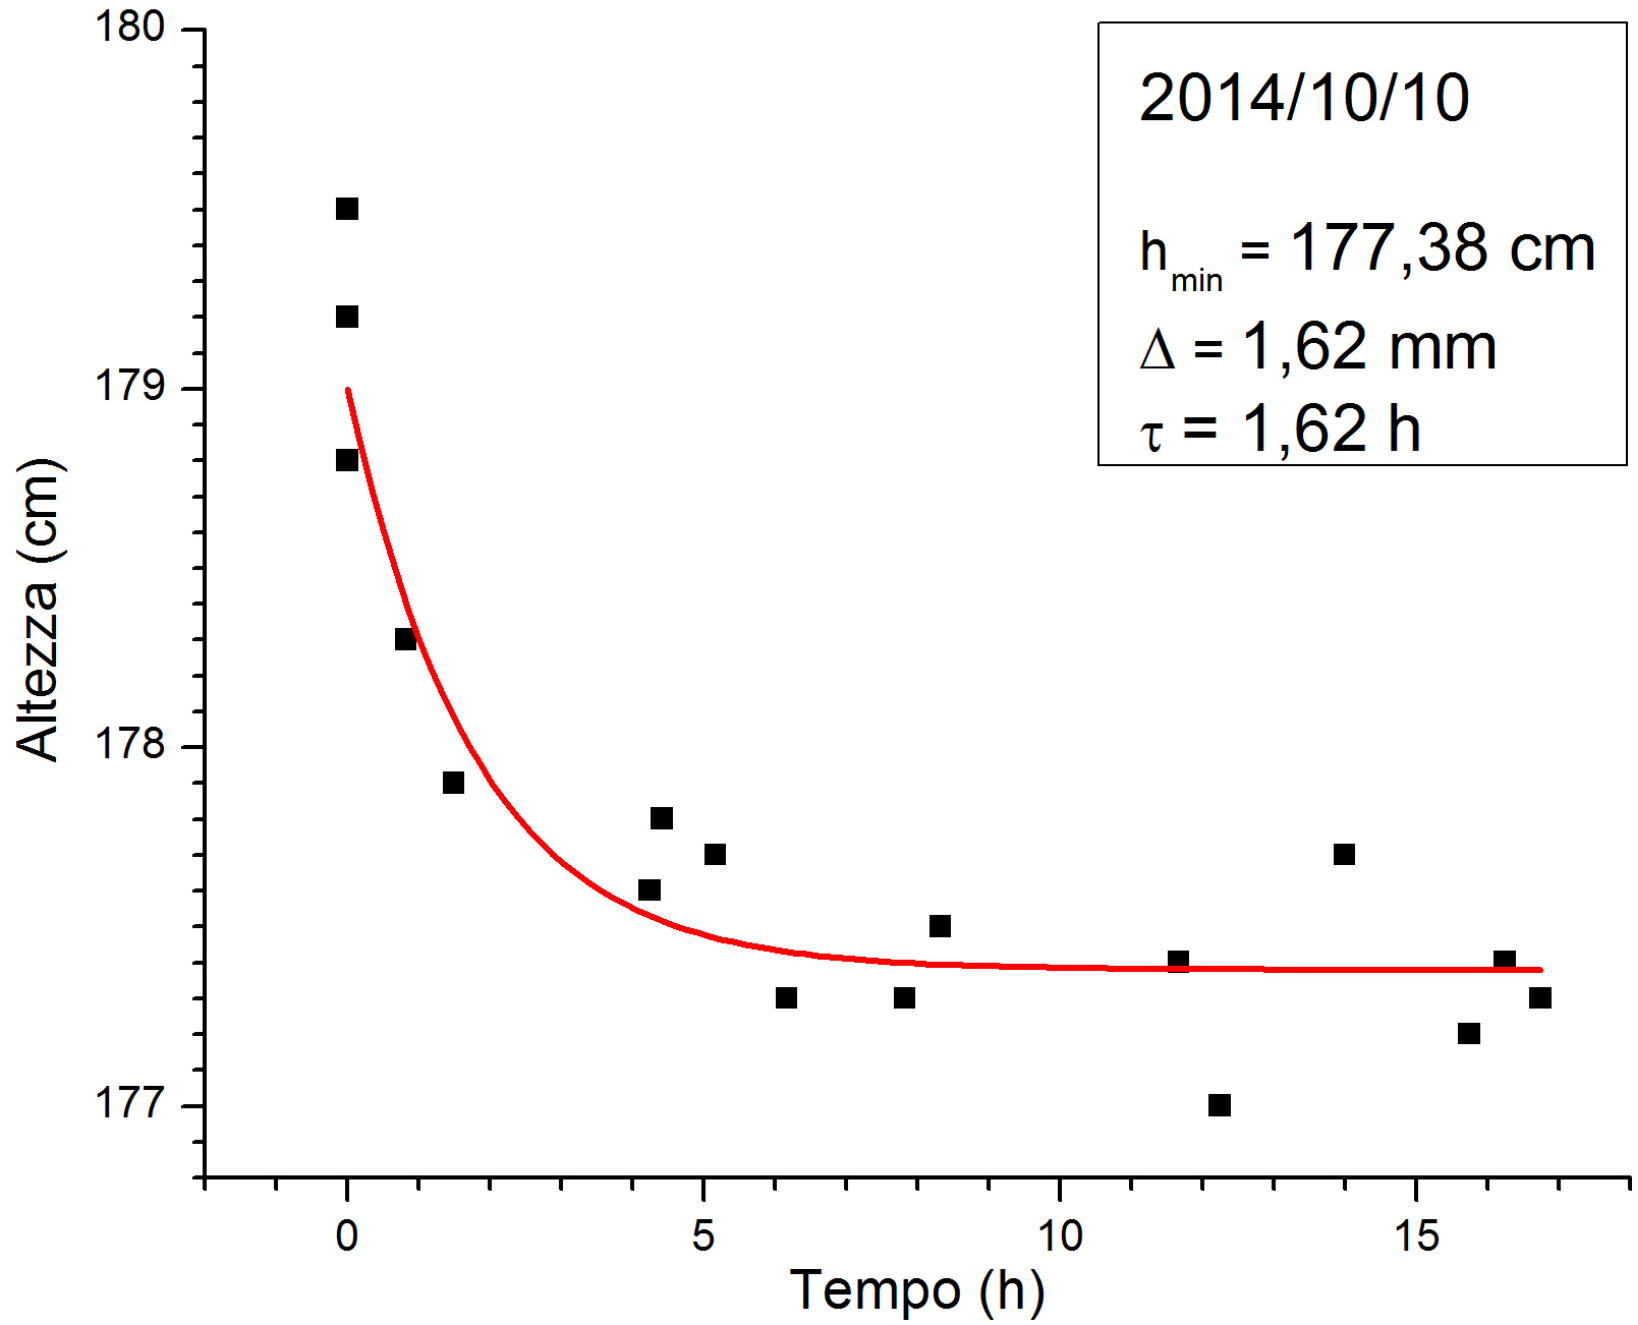 180
179
178
177
Altezza (cm)
0 5 10 15
Tempo (h)
2014/10/10
hmin = 177,38 cm
Δ = 1,62 mm
τ = 1,62 h